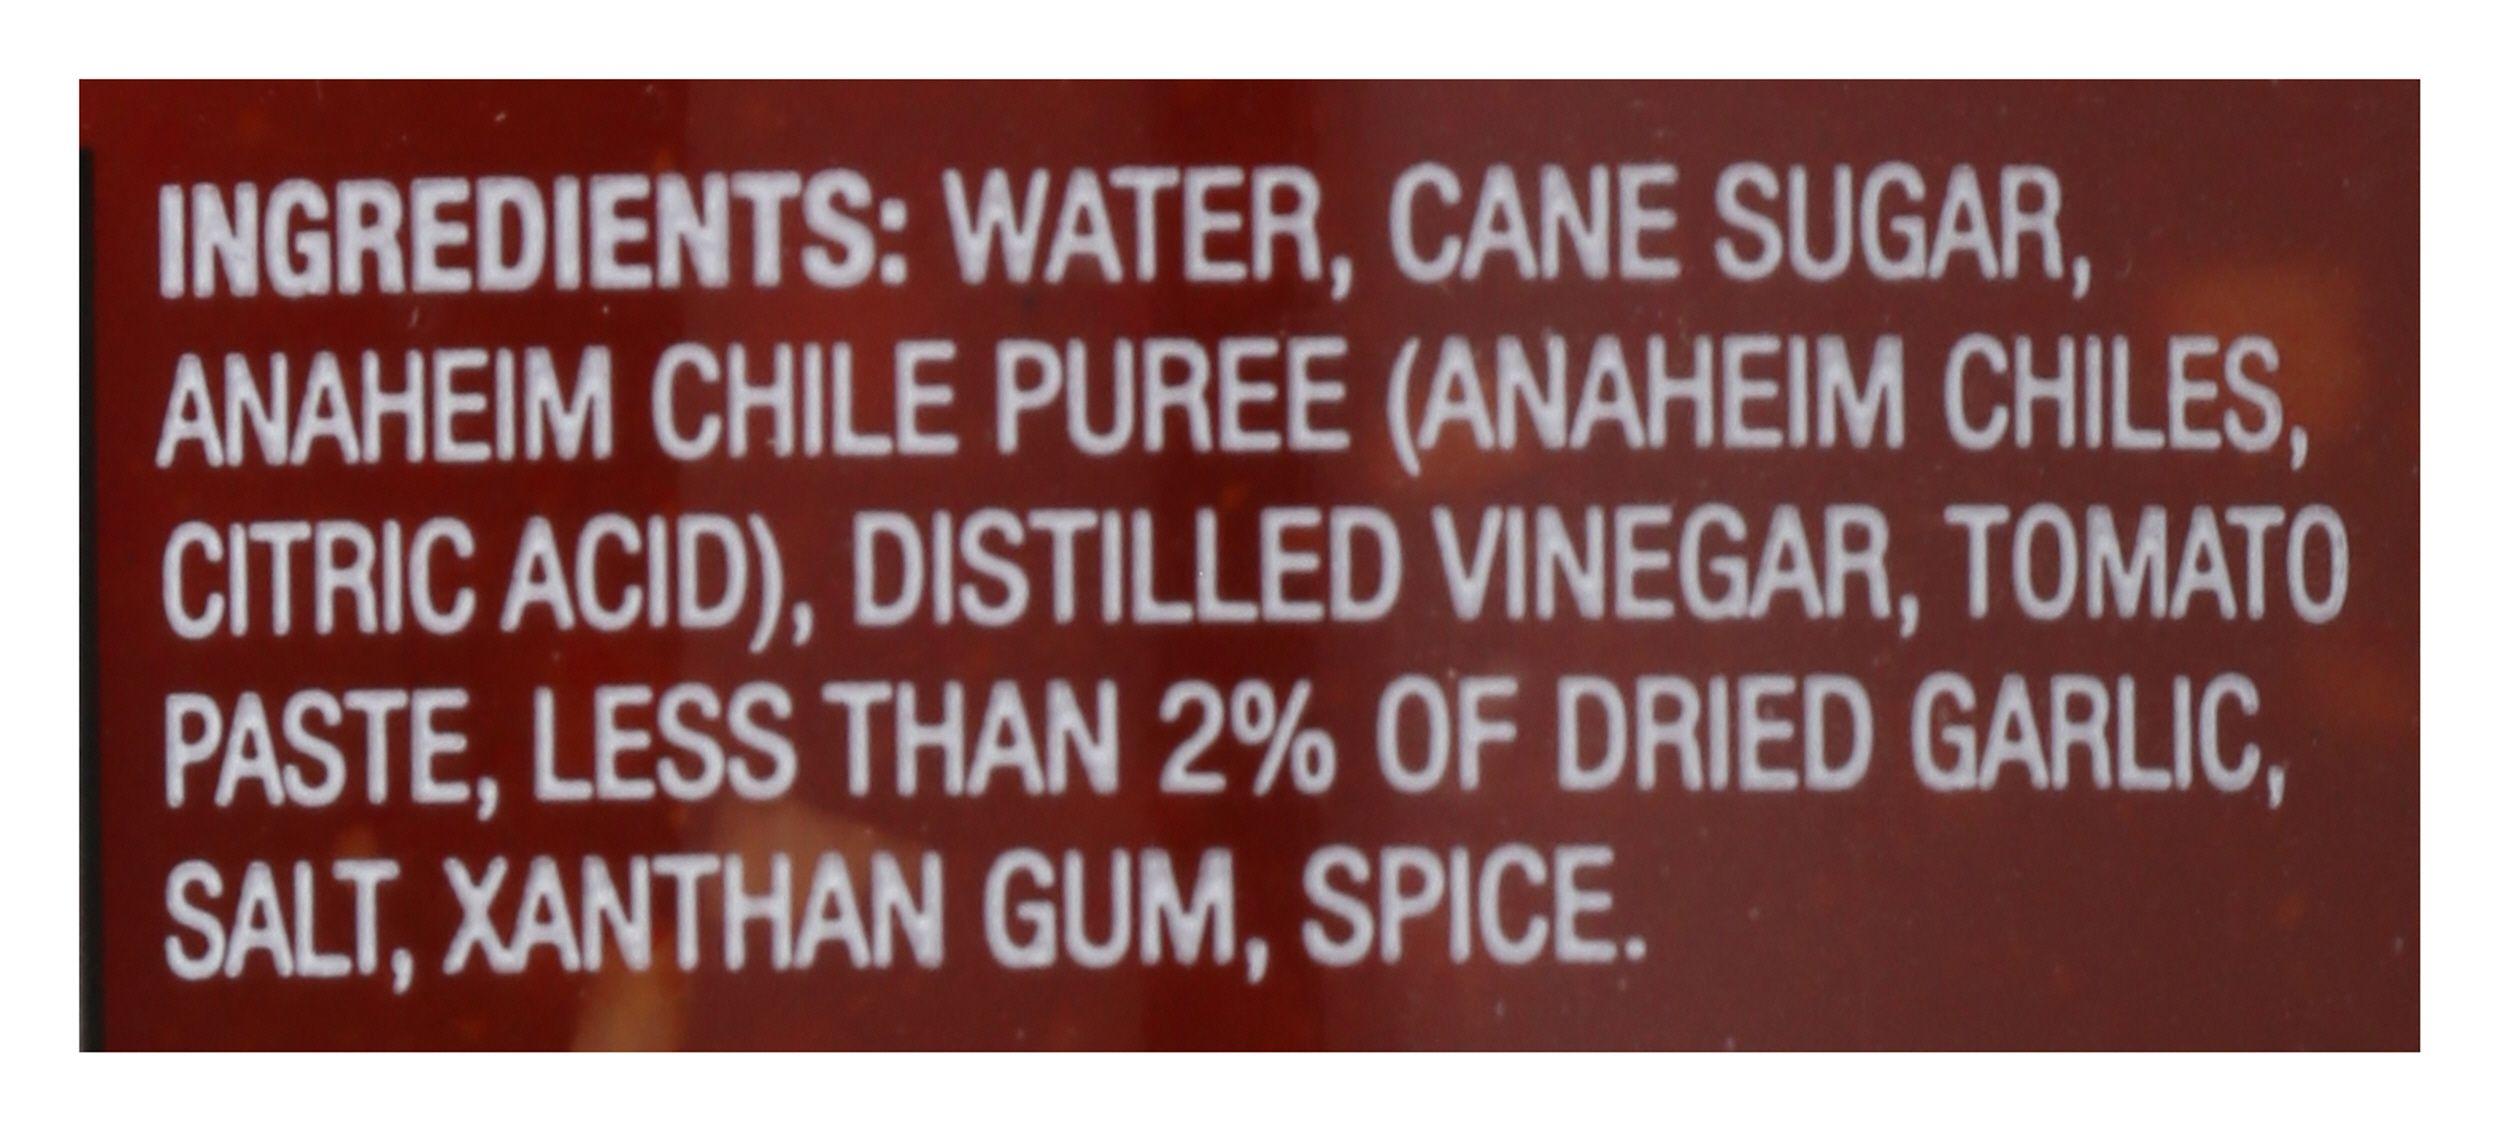 INGREDIENTS: WATER, CANE SUGAR,
ANAHEIM CHILE PUREE (ANAHEIM CHILES,
CITRIC ACID), DISTILLED VINEGAR, TOMATO
PASTE, LESS THAN 2% OF DRIED GARLIC,
SALT, XANTHAN GUM, SPICE.